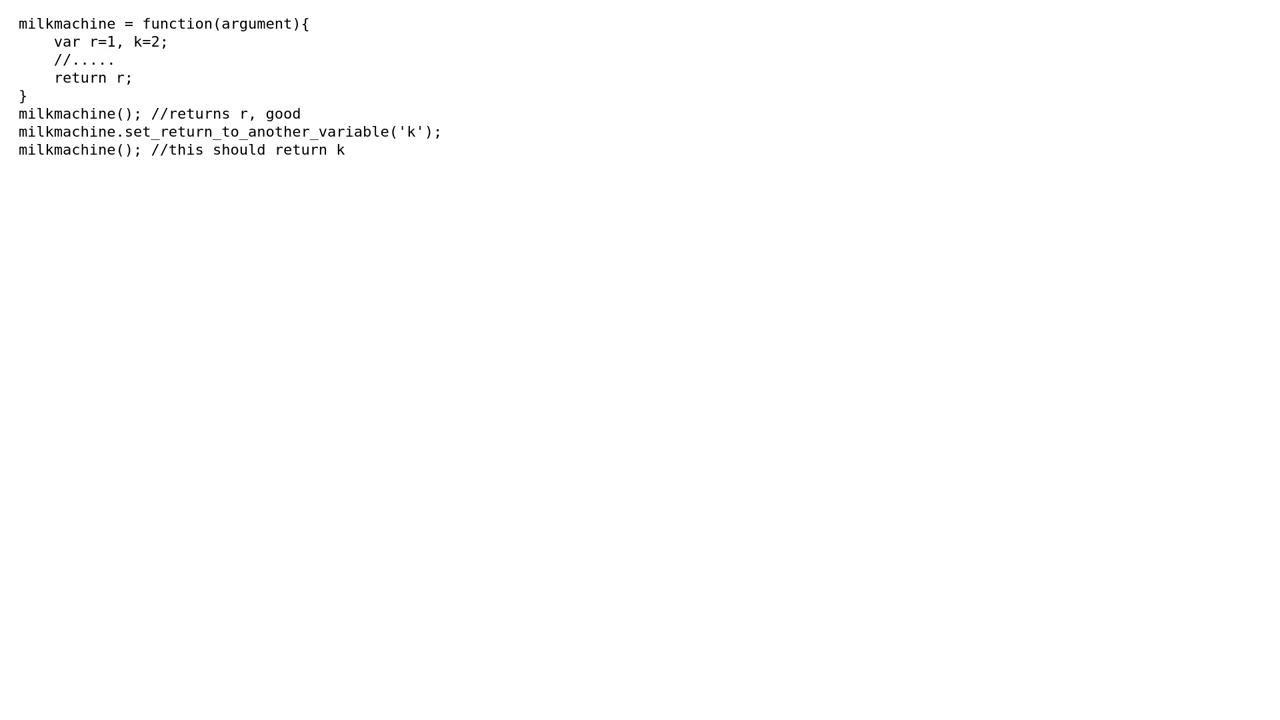 milkmachine = function(argument){
    var r=1, k=2;
    //.....
    return r;
}
milkmachine(); //returns r, good
milkmachine.set_return_to_another_variable('k');
milkmachine(); //this should return k